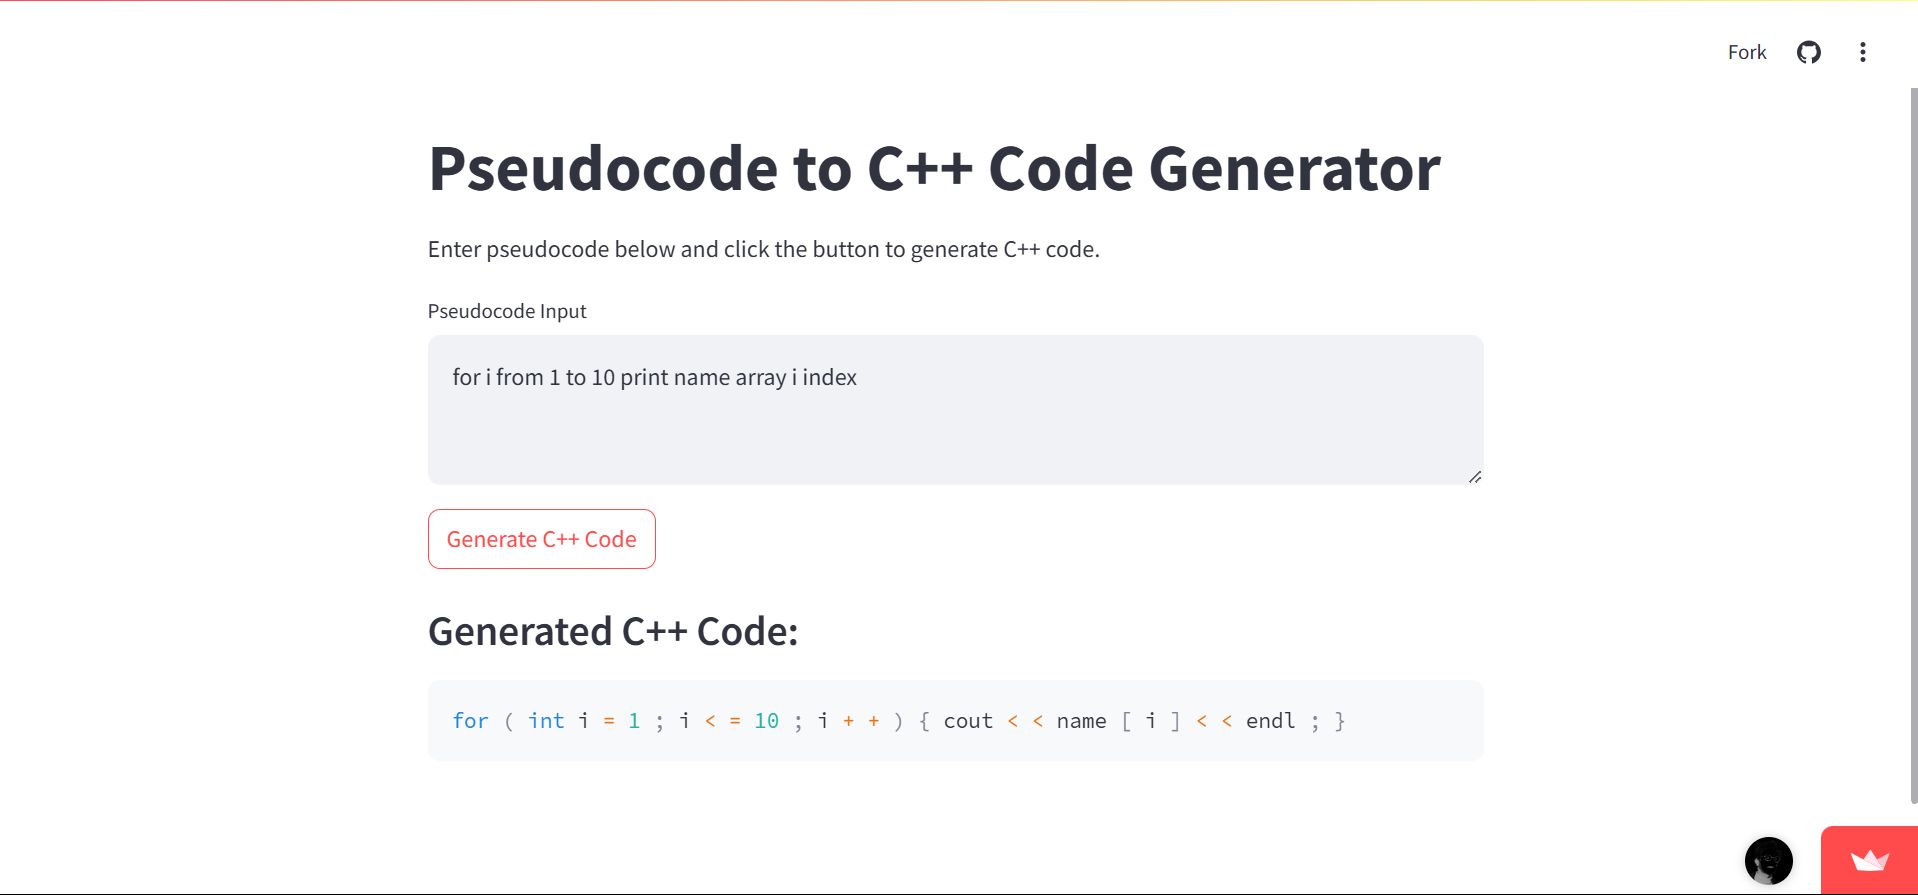 Fork
Pseudocode to C++ Code Generator
Enter pseudocode below and click the button to generate C++ code.
Pseudocode Input
for i from 1 to 10 print name array i index
Generate C++ Code
Generated C++ Code:
for ( int i = 1 ; i < = 10 ; i + + ) { cout < < name [ i ] < < endl ; }